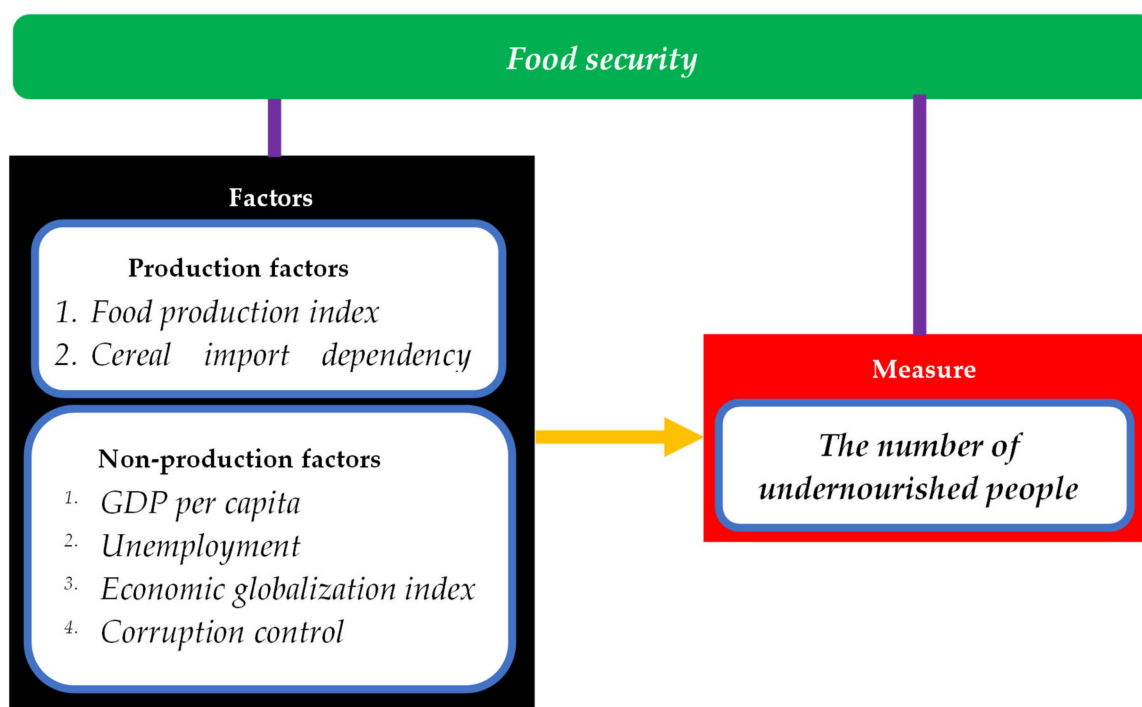 Food security
Factors
Production factors
1. Food production index
2. Cereal import dependency
Non-production factors
1. GDP per capita
2. Unemployment
3. Economic globalization index
4. Corruption control
Measure
The number of
undernourished people